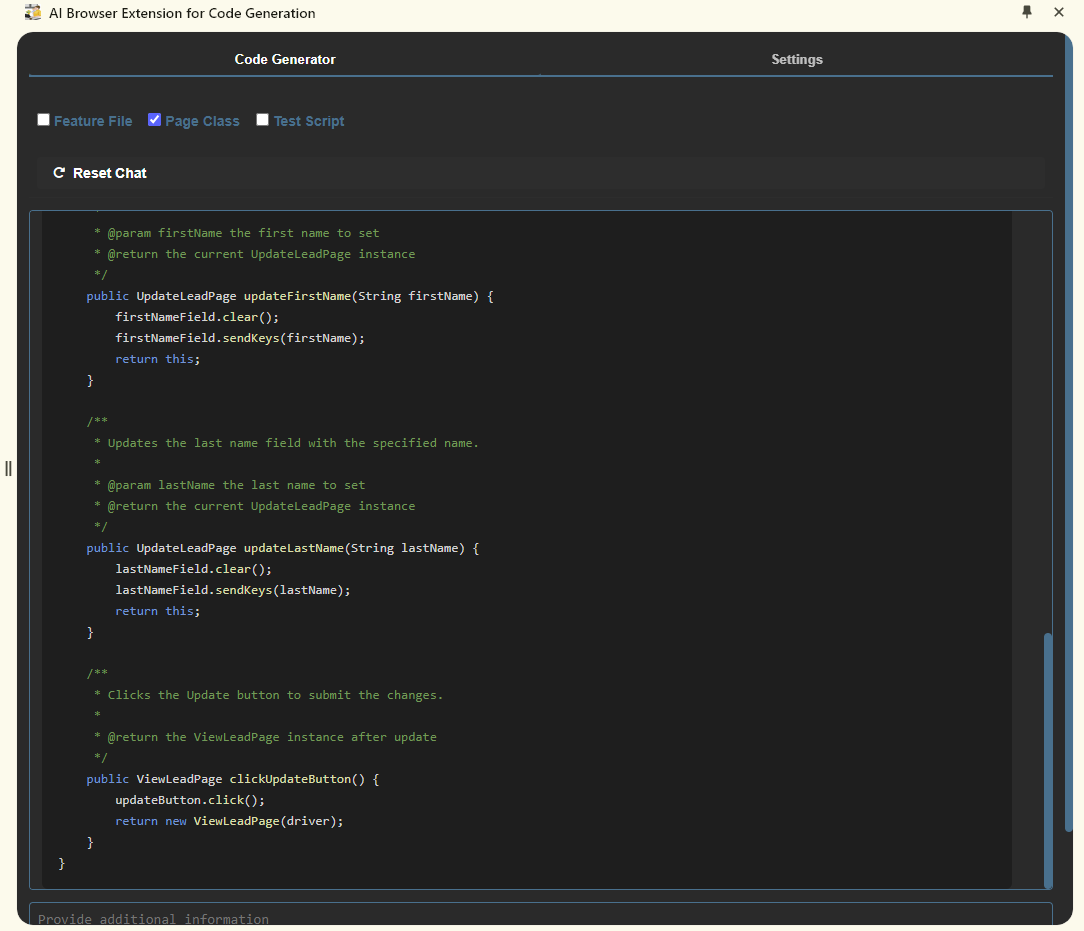 AI Browser Extension for Code Generation
Code Generator
Settings
Feature File
Page Class
Test Script
Reset Chat
* @param firstName the first name to set
* @return the current UpdateLeadPage instance
*/
public UpdateLeadPage updateFirstName(String firstName) {
firstNameField.clear();
firstNameField.sendKeys(firstName);
return this;
}
/**
* Updates the last name field with the specified name.
*
* @param lastName the last name to set
* @return the current UpdateLeadPage instance
*/
public UpdateLeadPage updateLastName(String lastName) {
lastNameField.clear();
lastNameField.sendKeys(lastName);
return this;
}
/**
* Clicks the Update button to submit the changes.
*
* @return the ViewLeadPage instance after update
*/
public ViewLeadPage clickUpdateButton() {
updateButton.click();
return new ViewLeadPage(driver);
}
}
Provide additional information